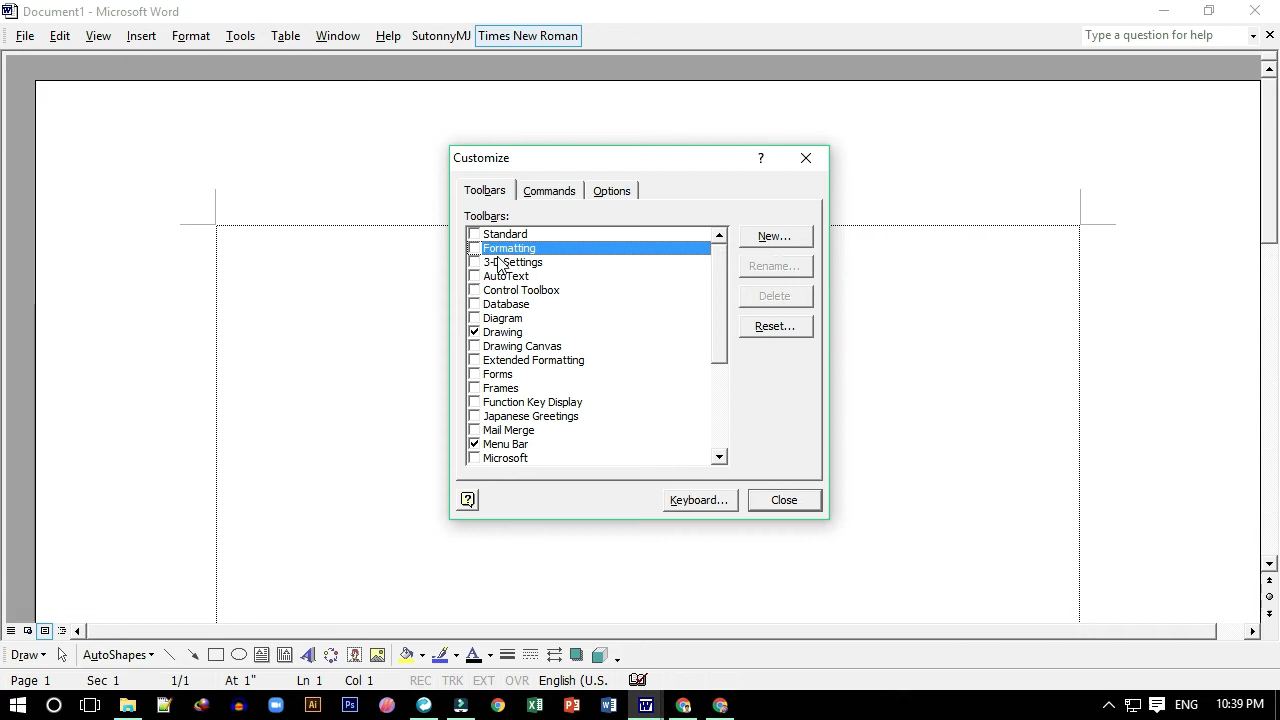 Document1 - Microsoft Word
File Edit View Insert Format Tools Table Window Help SutonnyMJ Times New Roman Type a question for help
Customize ?
Toolbars Commands Options
Toolbars:
Standard
Formatting
3-D Settings
AutoText
Control Toolbox
Database
Diagram
Drawing
Drawing Canvas
Extended Formatting
Forms
Frames
Function Key Display
Japanese Greetings
Mail Merge
Menu Bar
Microsoft
New...
Rename...
Delete
Reset...
Keyboard... Close
Draw AutoShapes
Page 1 Sec 1 1/1 At 1" Ln 1 Col 1 REC TRK EXT OVR English (U.S.
ENG 10:39 PM